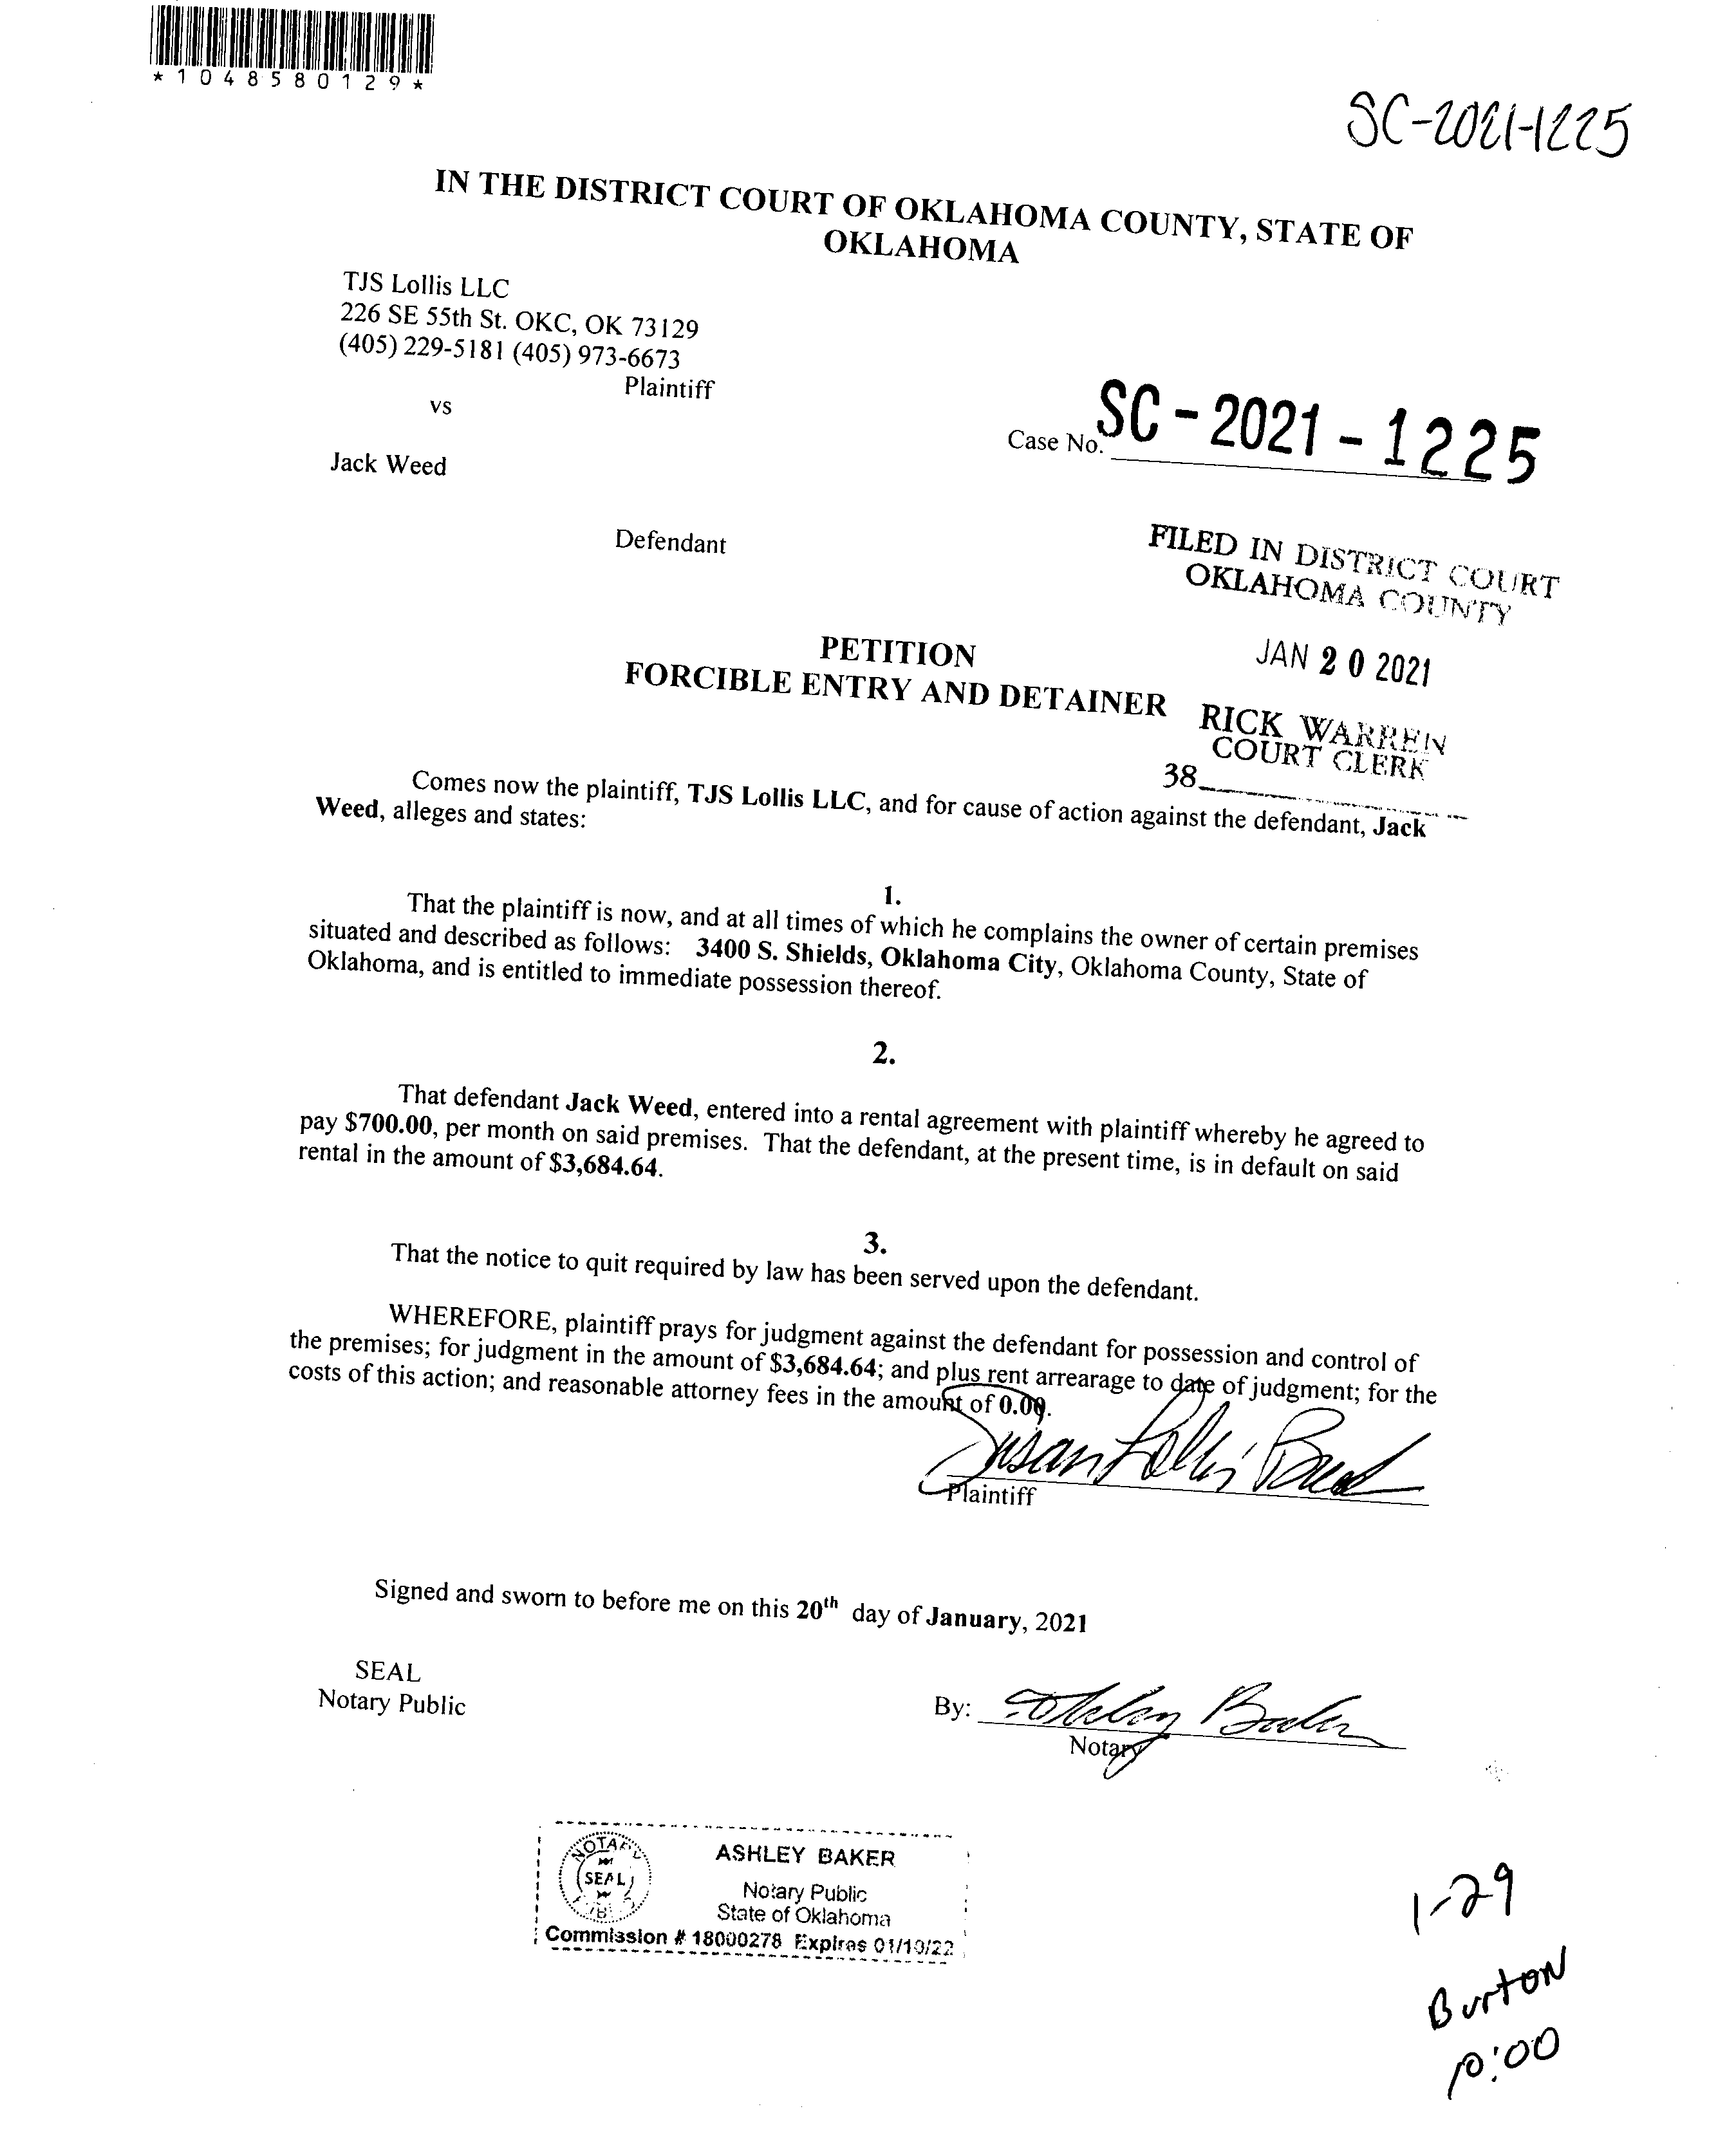 *1048580129*
SC-2021-1225
IN THE DISTRICT COURT OF OKLAHOMA COUNTY, STATE OF
OKLAHOMA
TJS Lollis LLC
226 SE 55th St. OKC, OK 73129
(405) 229-5181 (405) 973-6673
Plaintiff
vs
Case No. SC-2021-1225
Jack Weed
Defendant
FILED IN DISTRICT COURT
OKLAHOMA COUNTY
JAN 20 2021
PETITION
FORCIBLE ENTRY AND DETAINER
RICK WARREN
COURT CLERK
38
Comes now the plaintiff, TJS Lollis LLC, and for cause of action against the defendant, Jack
Weed, alleges and states:
1.
That the plaintiff is now, and at all times of which he complains the owner of certain premises
situated and described as follows: 3400 S. Shields, Oklahoma City, Oklahoma County, State of
Oklahoma, and is entitled to immediate possession thereof.
2.
That defendant Jack Weed, entered into a rental agreement with plaintiff whereby he agreed to
pay $700.00, per month on said premises. That the defendant, at the present time, is in default on said
rental in the amount of $3,684.64.
3.
That the notice to quit required by law has been served upon the defendant.
WHEREFORE, plaintiff prays for judgment against the defendant for possession and control of
the premises; for judgment in the amount of $3,684.64; and plus rent arrearage to date of judgment; for the
costs of this action; and reasonable attorney fees in the amount of 0.00.
Susan Lollis
Plaintiff
Signed and sworn to before me on this 20th day of January, 2021
SEAL
Notary Public
By: Ashley Baker
Notary
NOTARY
SEAL
ASHLEY BAKER
Notary Public
State of Oklahoma
Commission # 18000278 Expires 01/10/22
1-29
Burton
10:00